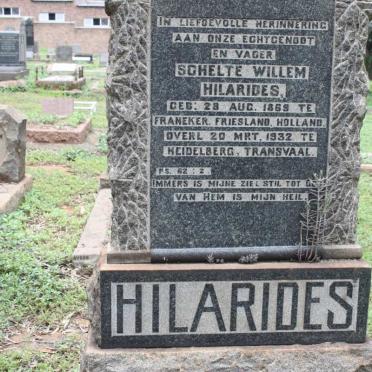 IN LIEFDEVOLLE HERINNERING
AAN ONZE ECHTGENOOT
EN VADER
SCHELTE WILLEM
HILARIDES,
GEB: 28 AUG. 1869 TE
FRANEKER, FRIESLAND, HOLLAND
OVERL 20 MRT. 1932 TE
HEIDELBERG, TRANSVAAL.
PS. 62 : 2
IMMERS IS MIJNE ZIEL STIL TOT
VAN HEM IS MIJN HEIL.
HILARIDES